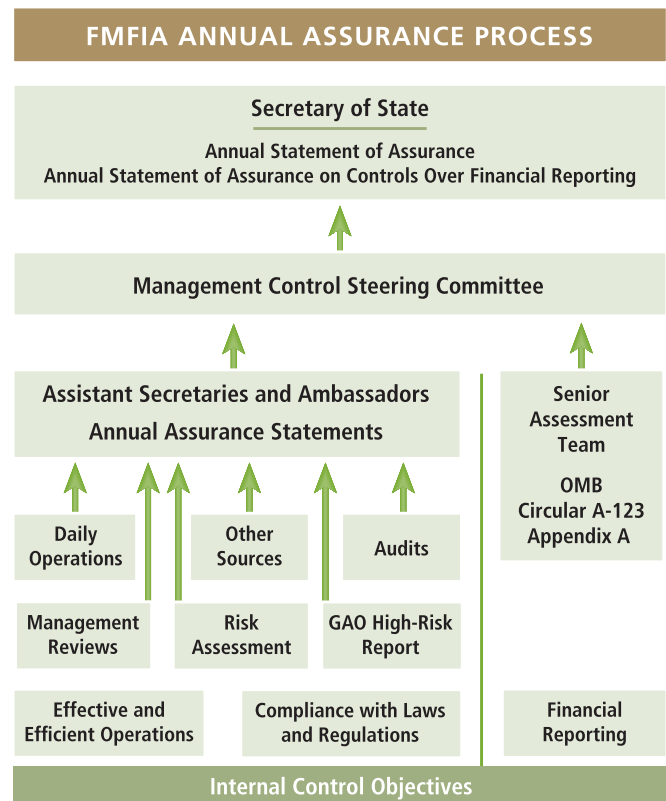 FMFIA ANNUAL ASSURANCE PROCESS
Secretary of State
Annual Statement of Assurance
Annual Statement of Assurance on Controls Over Financial Reporting
Management Control Steering Committee
Assistant Secretaries and Ambassadors
Annual Assurance Statements
Senior
Assessment
Team
OMB
Circular A-123
Appendix A
Daily
Operations
Other
Sources
Audits
Management
Reviews
Risk
Assessment
GAO High-Risk
Report
Effective and
Efficient Operations
Compliance with Laws
and Regulations
Financial
Reporting
Internal Control Objectives